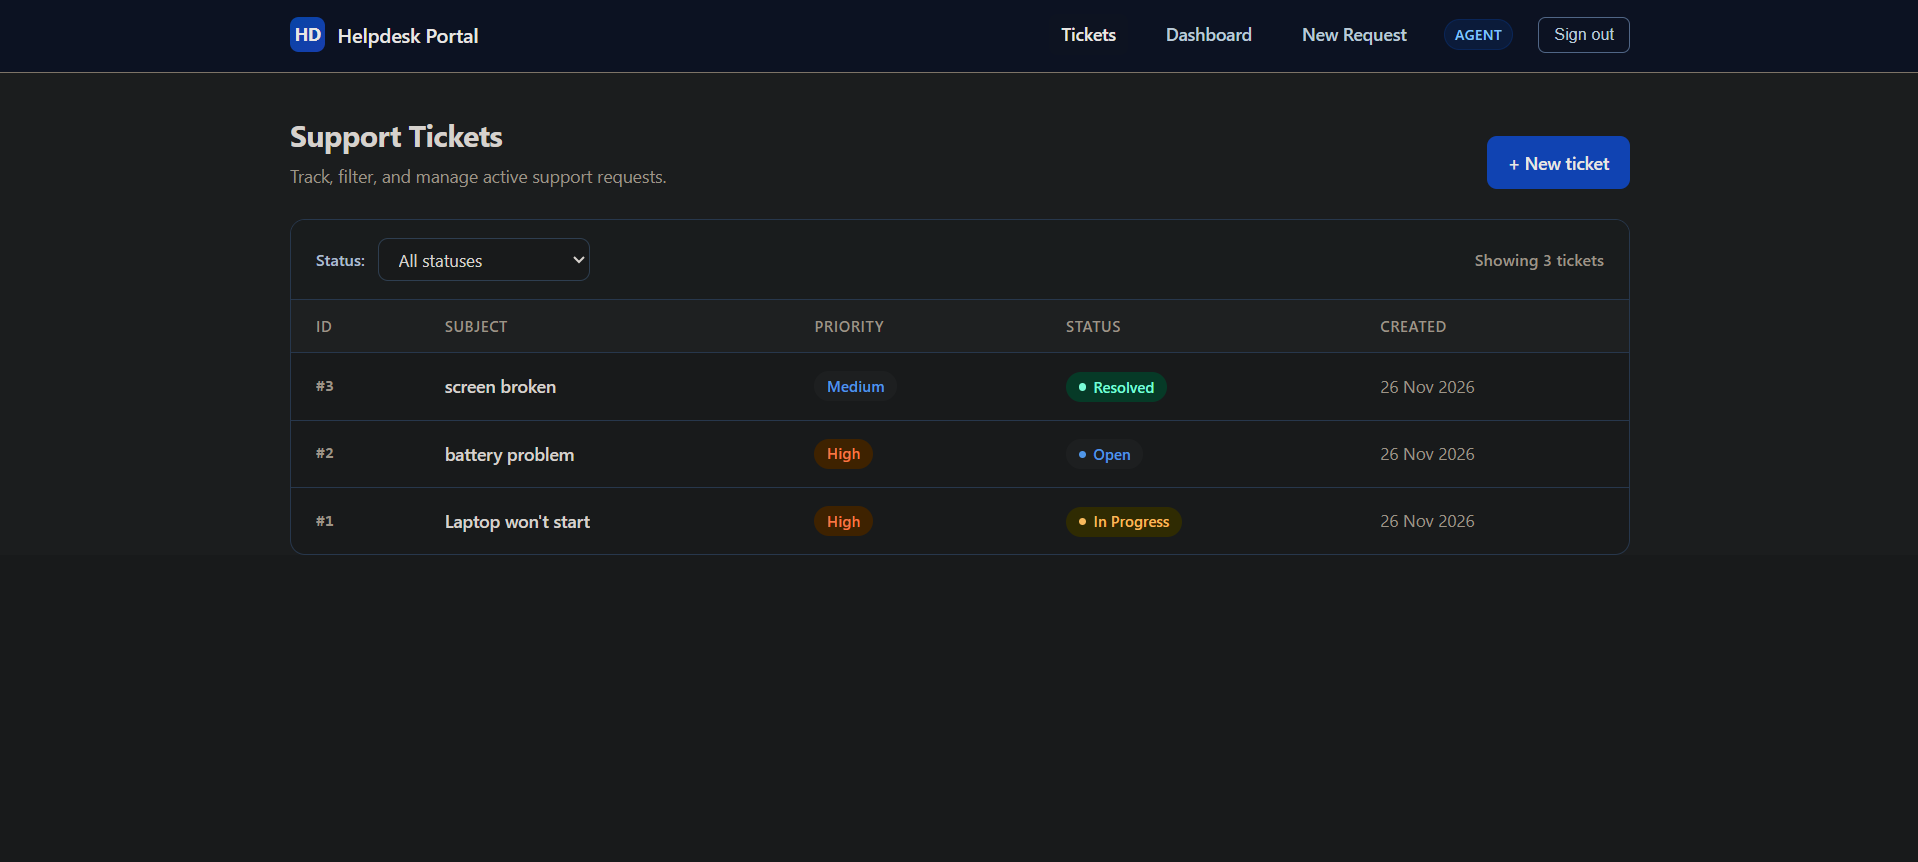 HD Helpdesk Portal Tickets Dashboard New Request AGENT Sign out
Support Tickets
Track, filter, and manage active support requests.
+ New ticket
Status: All statuses Showing 3 tickets
ID SUBJECT PRIORITY STATUS CREATED
#3 screen broken Medium Resolved 26 Nov 2026
#2 battery problem High Open 26 Nov 2026
#1 Laptop won't start High In Progress 26 Nov 2026